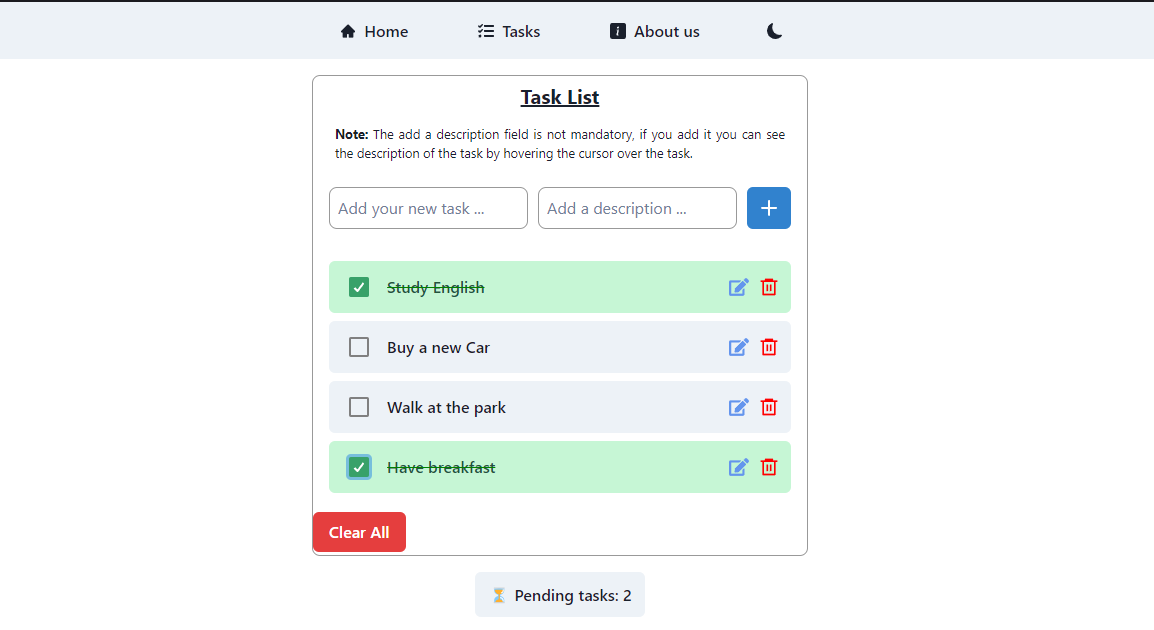 Home Tasks About us
Task List
Note: The add a description field is not mandatory, if you add it you can see
the description of the task by hovering the cursor over the task.
Add your new task ... Add a description ...
Study English
Buy a new Car
Walk at the park
Have breakfast
Clear All
Pending tasks: 2